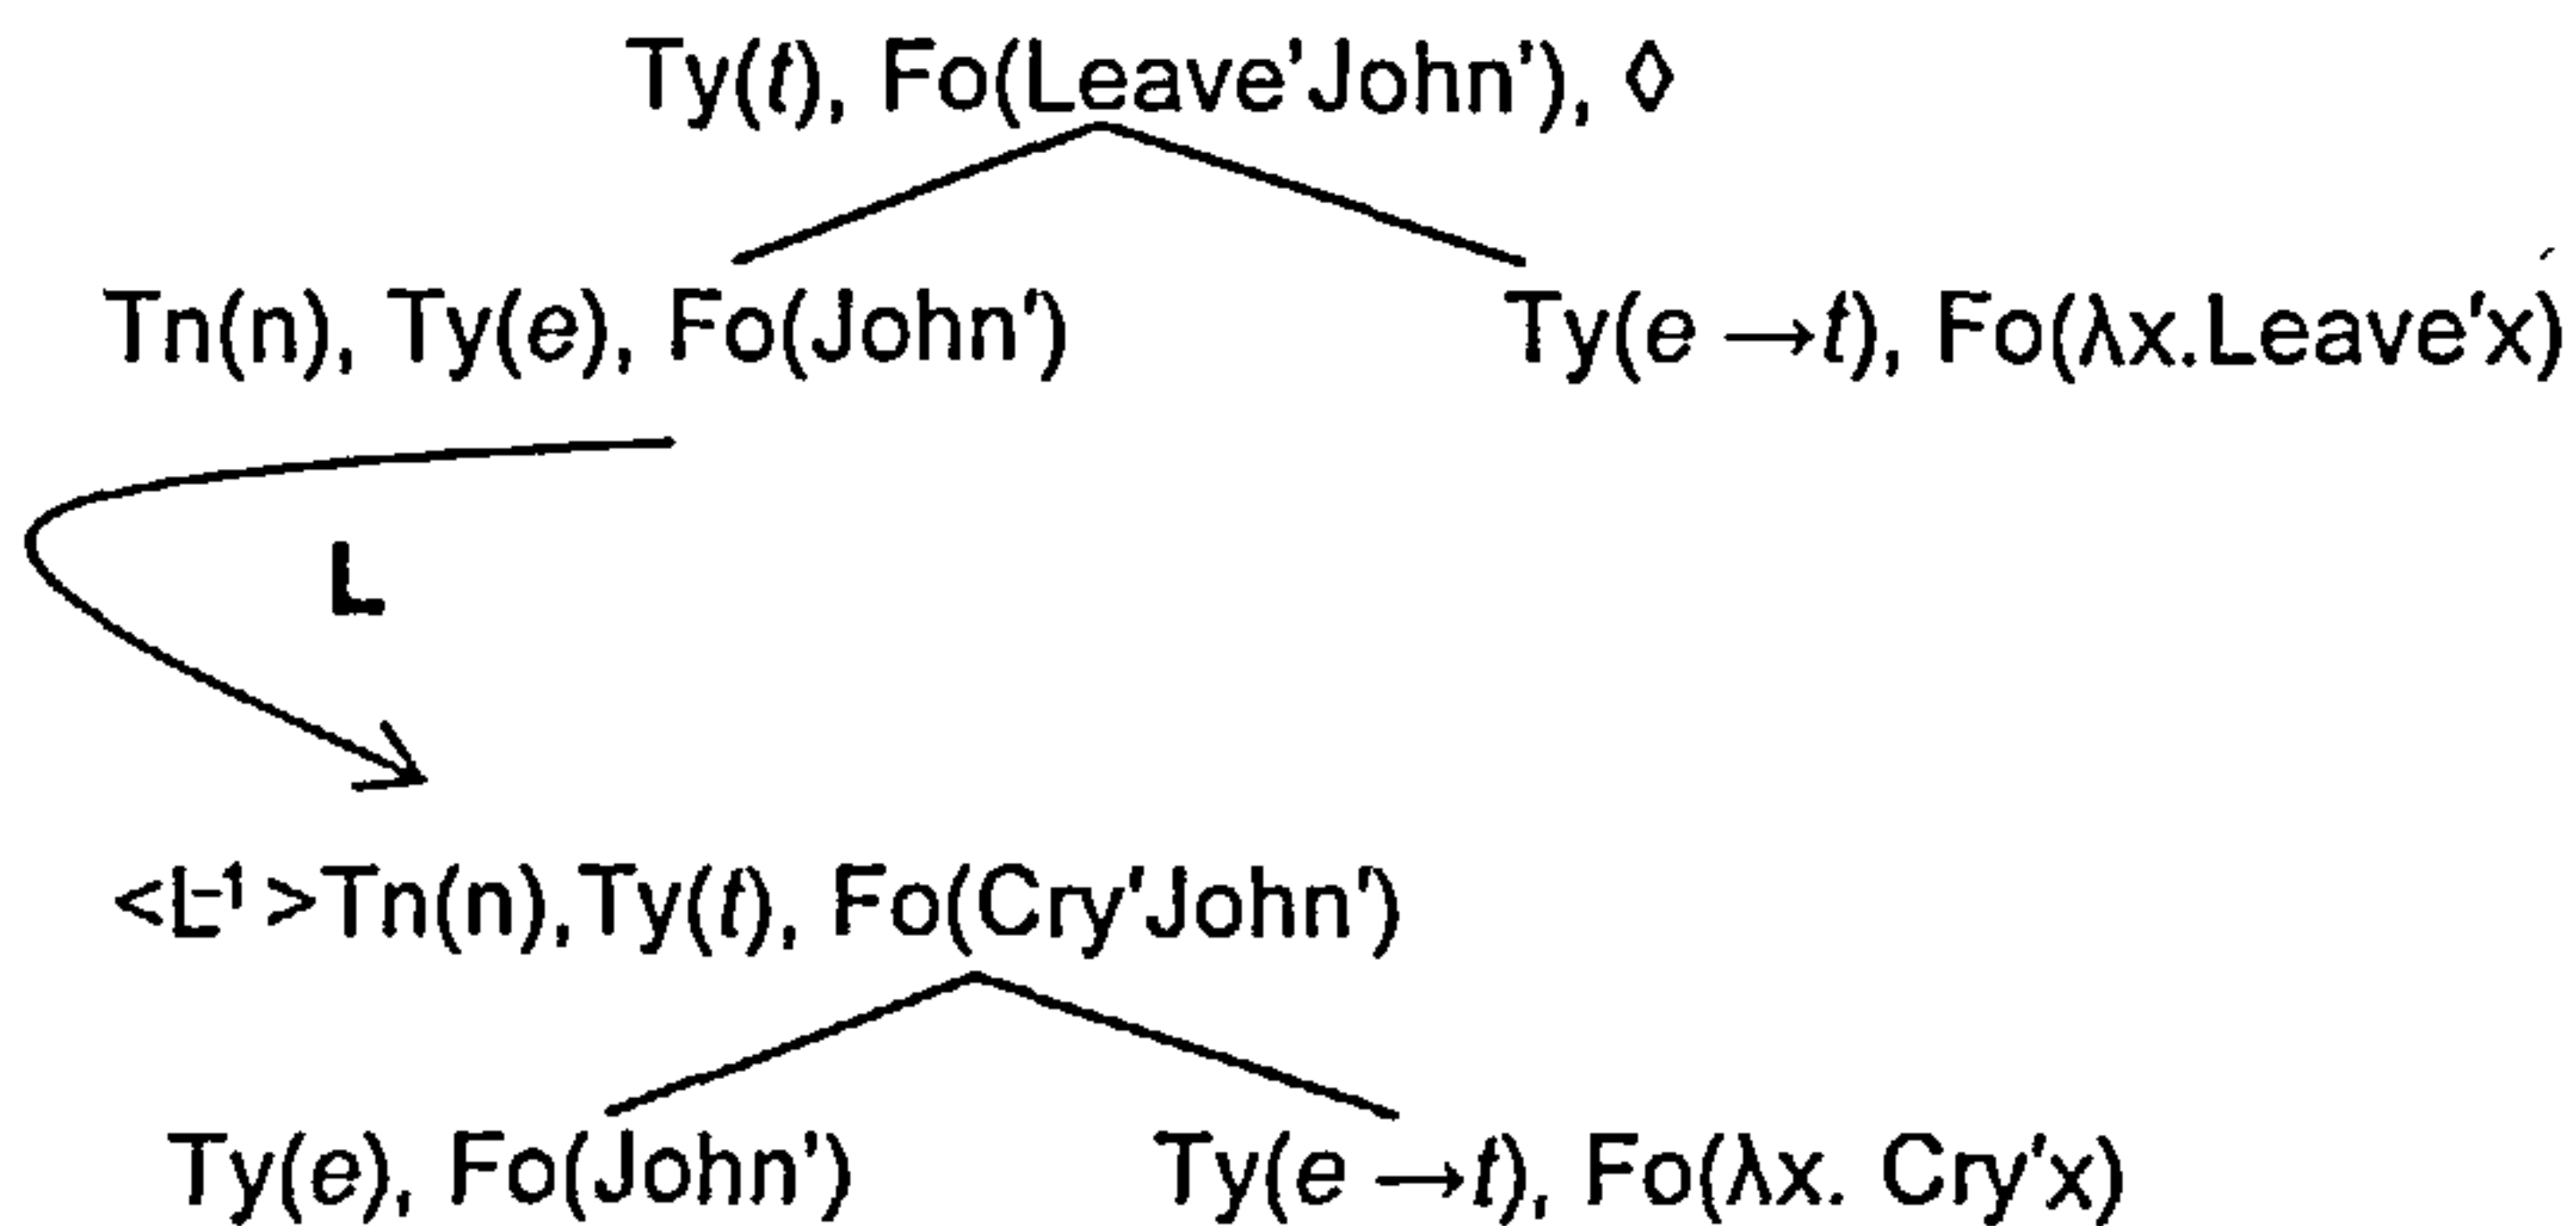 Ty(t), Fo(Leave'John'), ◊
Tn(n), Ty(e), Fo(John') Ty(e →t), Fo(λx.Leave'x)
L
<L-1 >Tn(n),Ty(t), Fo(Cry'John')
Ty(e), Fo(John') Ty(e →t), Fo(λx. Cry'x)